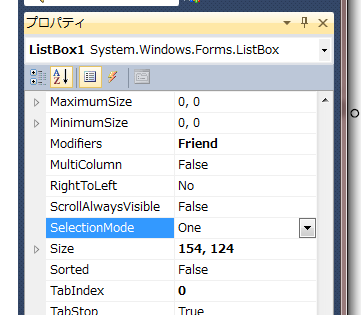 プロパティ
ListBox1 System.Windows.Forms.ListBox
MaximumSize 0, 0
MinimumSize 0, 0
Modifiers Friend
MultiColumn False
RightToLeft No
ScrollAlwaysVisible False
SelectionMode One
Size 154, 124
Sorted False
TabIndex 0
TabStop True